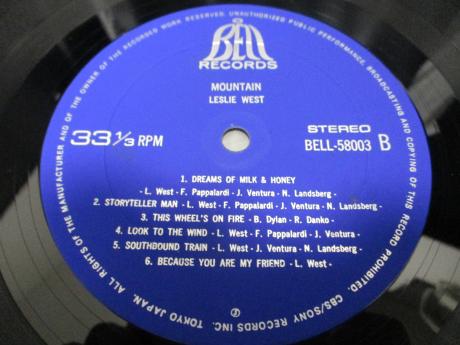 BELL
RECORDS
ALL RIGHTS OF THE MANUFACTURER AND OF THE OWNER OF THE RECORDED WORK RESERVED. UNAUTHORIZED PUBLIC PERFORMANCE, BROADCASTING AND COPYING OF THIS RECORD PROHIBITED.
MOUNTAIN
LESLIE WEST
33 1/3 RPM
STEREO
BELL-58003 B
1. DREAMS OF MILK & HONEY
- L. West - F. Pappalardi - J. Ventura - N. Landsberg -
2. STORYTELLER MAN - L. West - F. Pappalardi - J. Ventura - N. Landsberg -
3. THIS WHEEL'S ON FIRE - B. Dylan - R. Danko -
4. LOOK TO THE WIND - L. West - F. Pappalardi - J. Ventura -
5. SOUTHBOUND TRAIN - L. West - J. Ventura - N. Landsberg -
6. BECAUSE YOU ARE MY FRIEND - L. West -
℗
CBS/SONY RECORDS INC. TOKYO JAPAN.